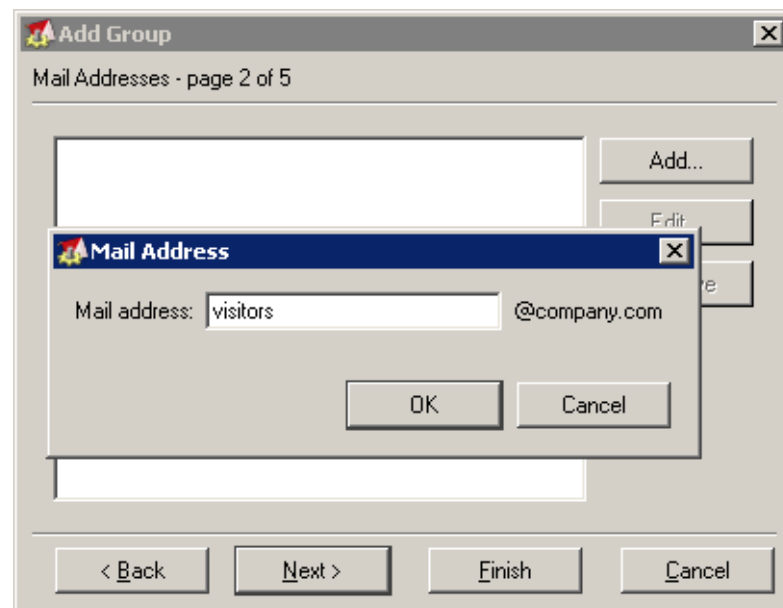 Add Group
Mail Addresses - page 2 of 5
Add...
Edit...
Mail Address
Mail address: visitors @company.com
OK Cancel
< Back Next > Finish Cancel